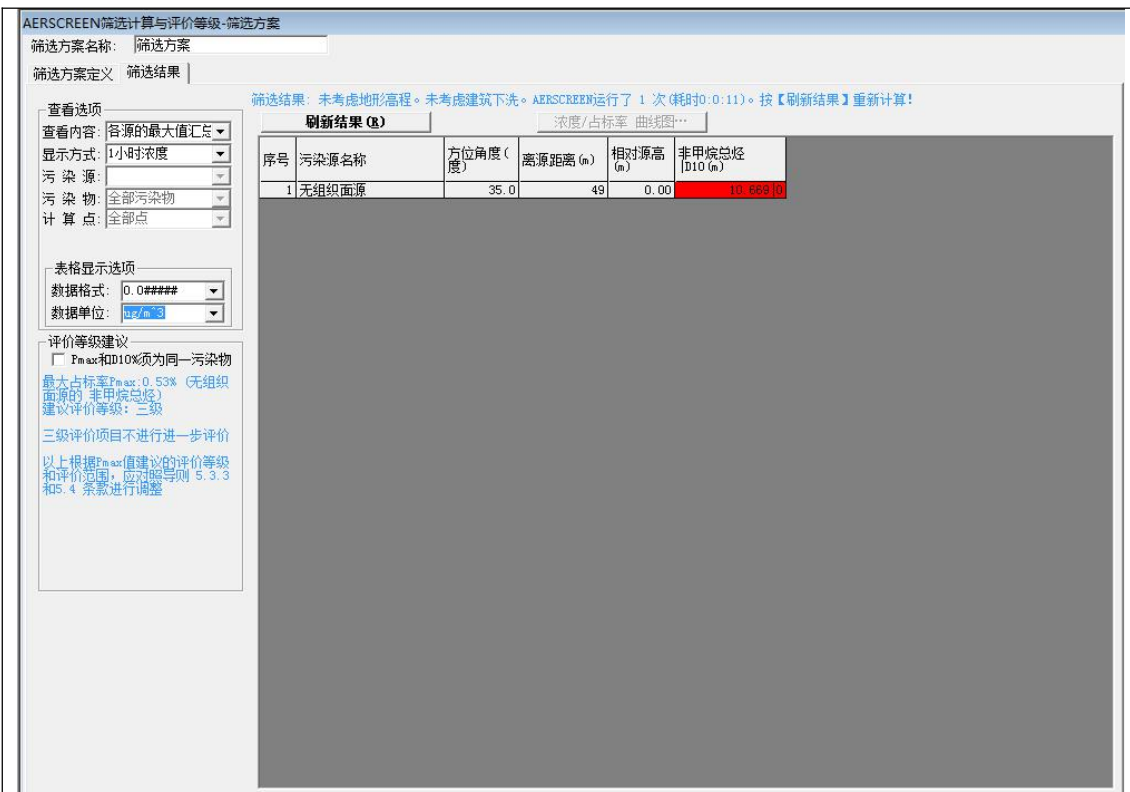 AERSCREEN筛选计算与评价等级-筛选方案
筛选方案名称: 筛选方案
筛选方案定义 筛选结果
筛选结果: 未考虑地形高程。未考虑建筑下洗。AERSCREEN运行了 1 次(耗时0:0:11)。按【刷新结果】重新计算!
查看选项
查看内容: 各源的最大值汇总
显示方式: 1小时浓度
污 染 源:
污 染 物: 全部污染物
计 算 点: 全部点
刷新结果(R)
浓度/占标率 曲线图…
序号 污染源名称 方位角度(度) 离源距离(m) 相对源高(m) 非甲烷总烃|D10(m)
1 无组织面源 35.0 49 0.00 10.669|0
表格显示选项
数据格式: 0.0#####
数据单位: ug/m^3
评价等级建议
Pmax和D10%须为同一污染物
最大占标率Pmax:0.53% (无组织
面源的 非甲烷总烃)
建议评价等级: 三级
三级评价项目不进行进一步评价
以上根据Pmax值建议的评价等级
和评价范围,应对照导则 5.3.3
和5.4 条款进行调整